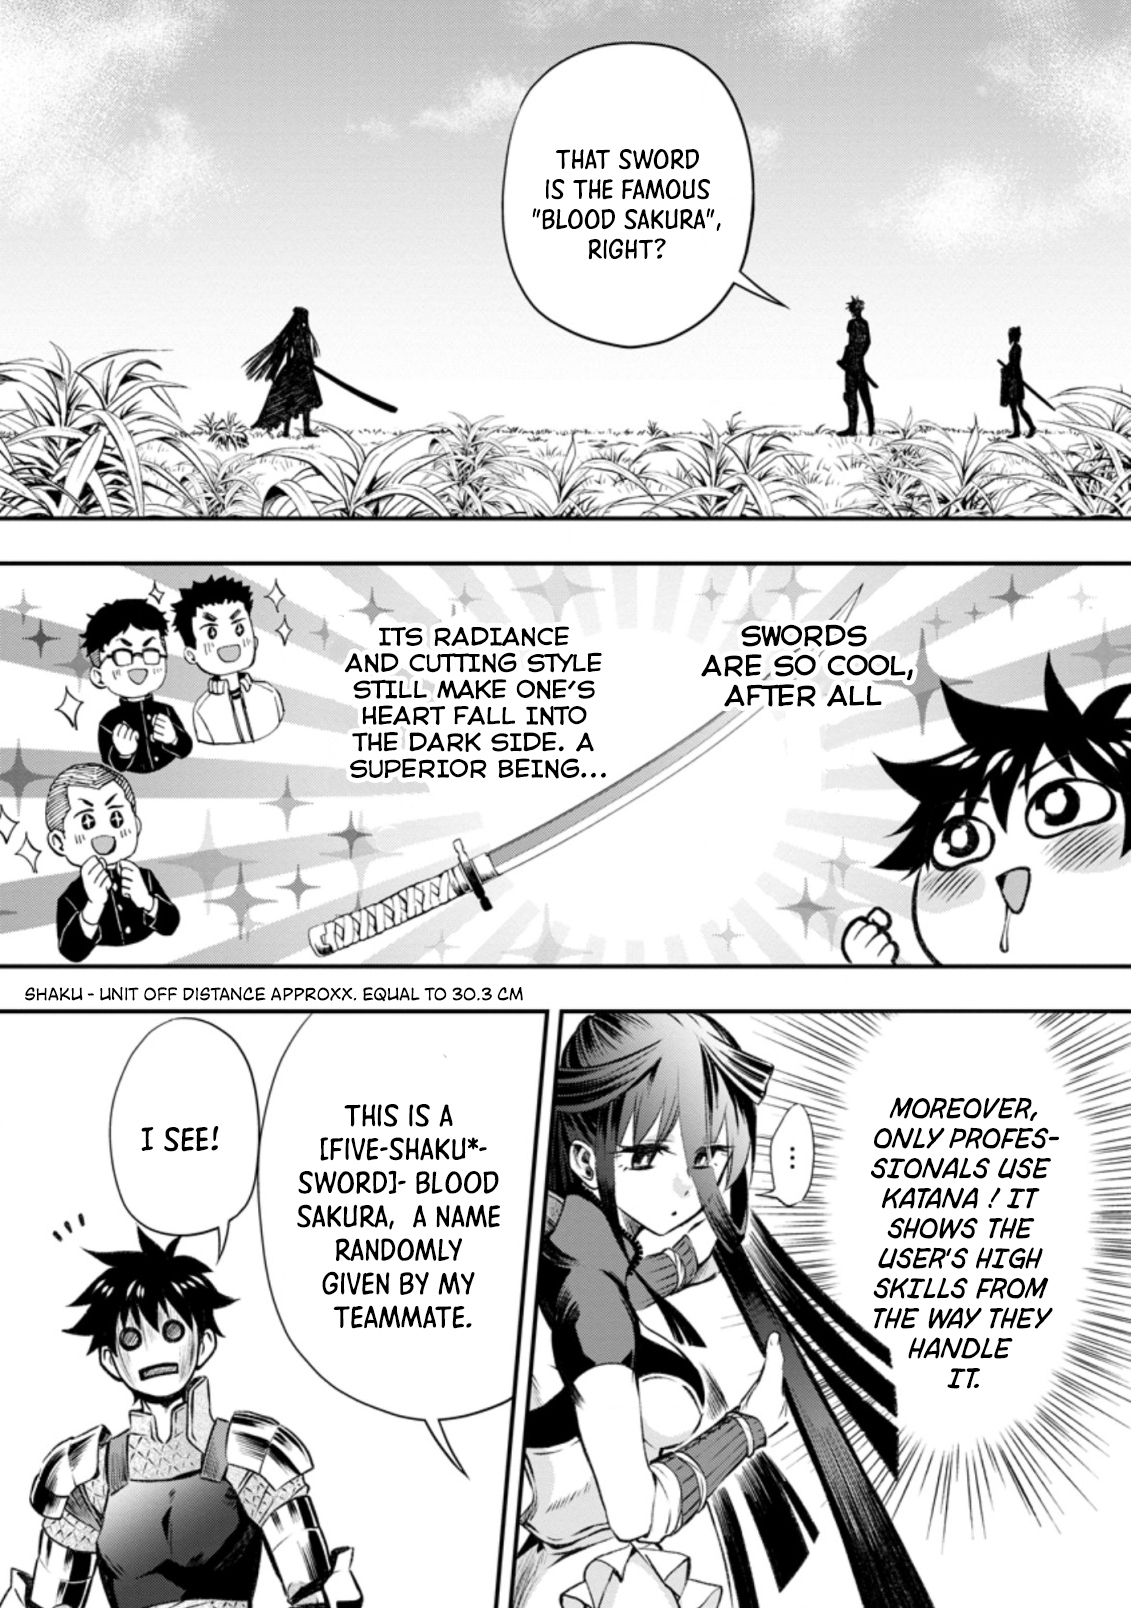 THAT SWORD
IS THE FAMOUS
"BLOOD SAKURA",
RIGHT?
SWORDS
ARE SO COOL,
AFTER ALL
ITS RADIANCE
AND CUTTING STYLE
STILL MAKE ONE'S
HEART FALL INTO
THE DARK SIDE. A
SUPERIOR BEING...
SHAKU - UNIT OFF DISTANCE APPROXX. EQUAL TO 30.3 CM
MOREOVER,
ONLY PROFES-
SIONALS USE
KATANA ! IT
SHOWS THE
USER'S HIGH
SKILLS FROM
THE WAY THEY
HANDLE
IT.
...
THIS IS A
[FIVE-SHAKU*-
SWORD]- BLOOD
SAKURA, A NAME
RANDOMLY
GIVEN BY MY
TEAMMATE.
I SEE!